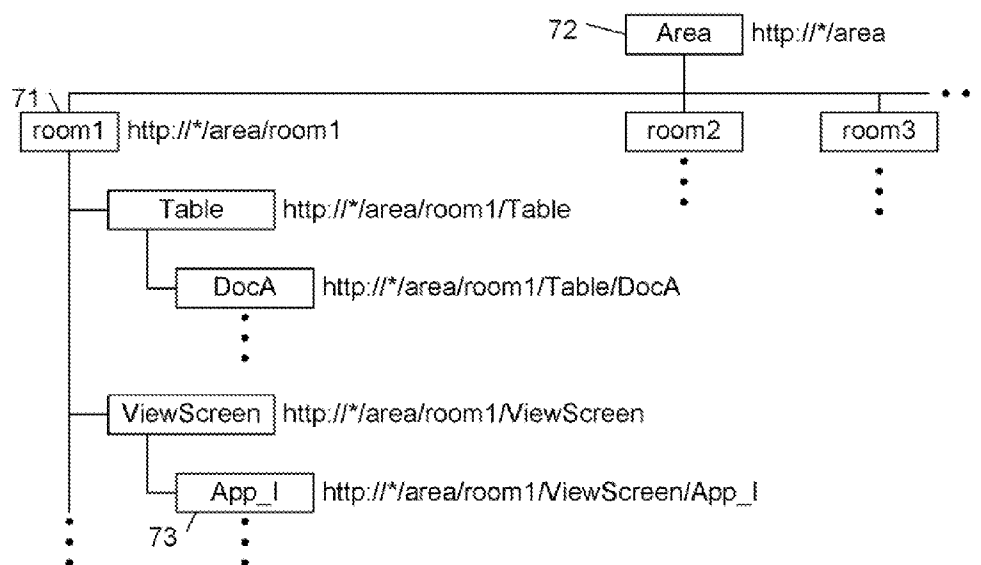 72 Area http://*/area
71
room1 http://*/area/room1 room2 room3
Table http://*/area/room1/Table
DocA http://*/area/room1/Table/DocA
ViewScreen http://*/area/room1/ViewScreen
App_I http://*/area/room1/ViewScreen/App_I
73